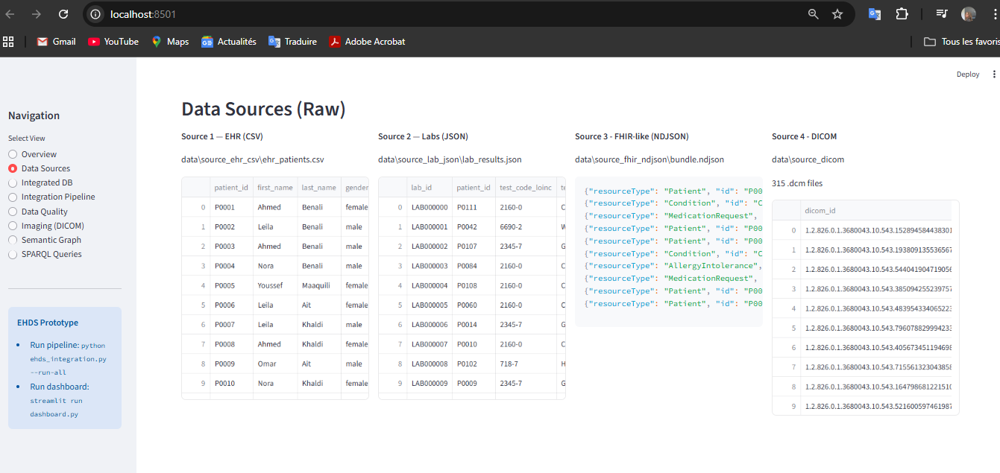 localhost:8501
Gmail YouTube Maps Actualités Traduire Adobe Acrobat Tous les favoris
Deploy
Navigation
Select View
Overview
Data Sources
Integrated DB
Integration Pipeline
Data Quality
Imaging (DICOM)
Semantic Graph
SPARQL Queries
EHDS Prototype
Run pipeline: python
ehds_integration.py
--run-all
Run dashboard:
streamlit run
dashboard.py
Data Sources (Raw)
Source 1 — EHR (CSV)
data\source_ehr_csv\ehr_patients.csv
patient_id first_name last_name gender
0 P0001 Ahmed Benali female
1 P0002 Leila Benali male
2 P0003 Ahmed Benali male
3 P0004 Nora Benali male
4 P0005 Youssef Maaquili female
5 P0006 Leila Ait female
6 P0007 Leila Khaldi male
7 P0008 Ahmed Khaldi female
8 P0009 Omar Ait male
9 P0010 Nora Khaldi female
Source 2 — Labs (JSON)
data\source_lab_json\lab_results.json
lab_id patient_id test_code_loinc te
0 LAB000000 P0111 2160-0 C
1 LAB000001 P0042 6690-2 W
2 LAB000002 P0107 2345-7 G
3 LAB000003 P0084 2160-0 C
4 LAB000004 P0108 2160-0 C
5 LAB000005 P0060 2160-0 C
6 LAB000006 P0014 2345-7 G
7 LAB000007 P0010 2160-0 C
8 LAB000008 P0102 718-7 H
9 LAB000009 P0009 2345-7 G
Source 3 - FHIR-like (NDJSON)
data\source_fhir_ndjson\bundle.ndjson
{"resourceType": "Patient", "id": "P00
{"resourceType": "Condition", "id": "C
{"resourceType": "MedicationRequest",
{"resourceType": "Patient", "id": "P00
{"resourceType": "Patient", "id": "P00
{"resourceType": "Condition", "id": "C
{"resourceType": "AllergyIntolerance",
{"resourceType": "MedicationRequest",
{"resourceType": "Patient", "id": "P00
{"resourceType": "Patient", "id": "P00
Source 4 - DICOM
data\source_dicom
315 .dcm files
dicom_id
0 1.2.826.0.1.3680043.10.543.152894584438301
1 1.2.826.0.1.3680043.10.543.193809135536567
2 1.2.826.0.1.3680043.10.543.544041904719056
3 1.2.826.0.1.3680043.10.543.385094255239757
4 1.2.826.0.1.3680043.10.543.483954334065223
5 1.2.826.0.1.3680043.10.543.796078829994233
6 1.2.826.0.1.3680043.10.543.405673451194698
7 1.2.826.0.1.3680043.10.543.715561323043858
8 1.2.826.0.1.3680043.10.543.164798681221510
9 1.2.826.0.1.3680043.10.543.521600597461987